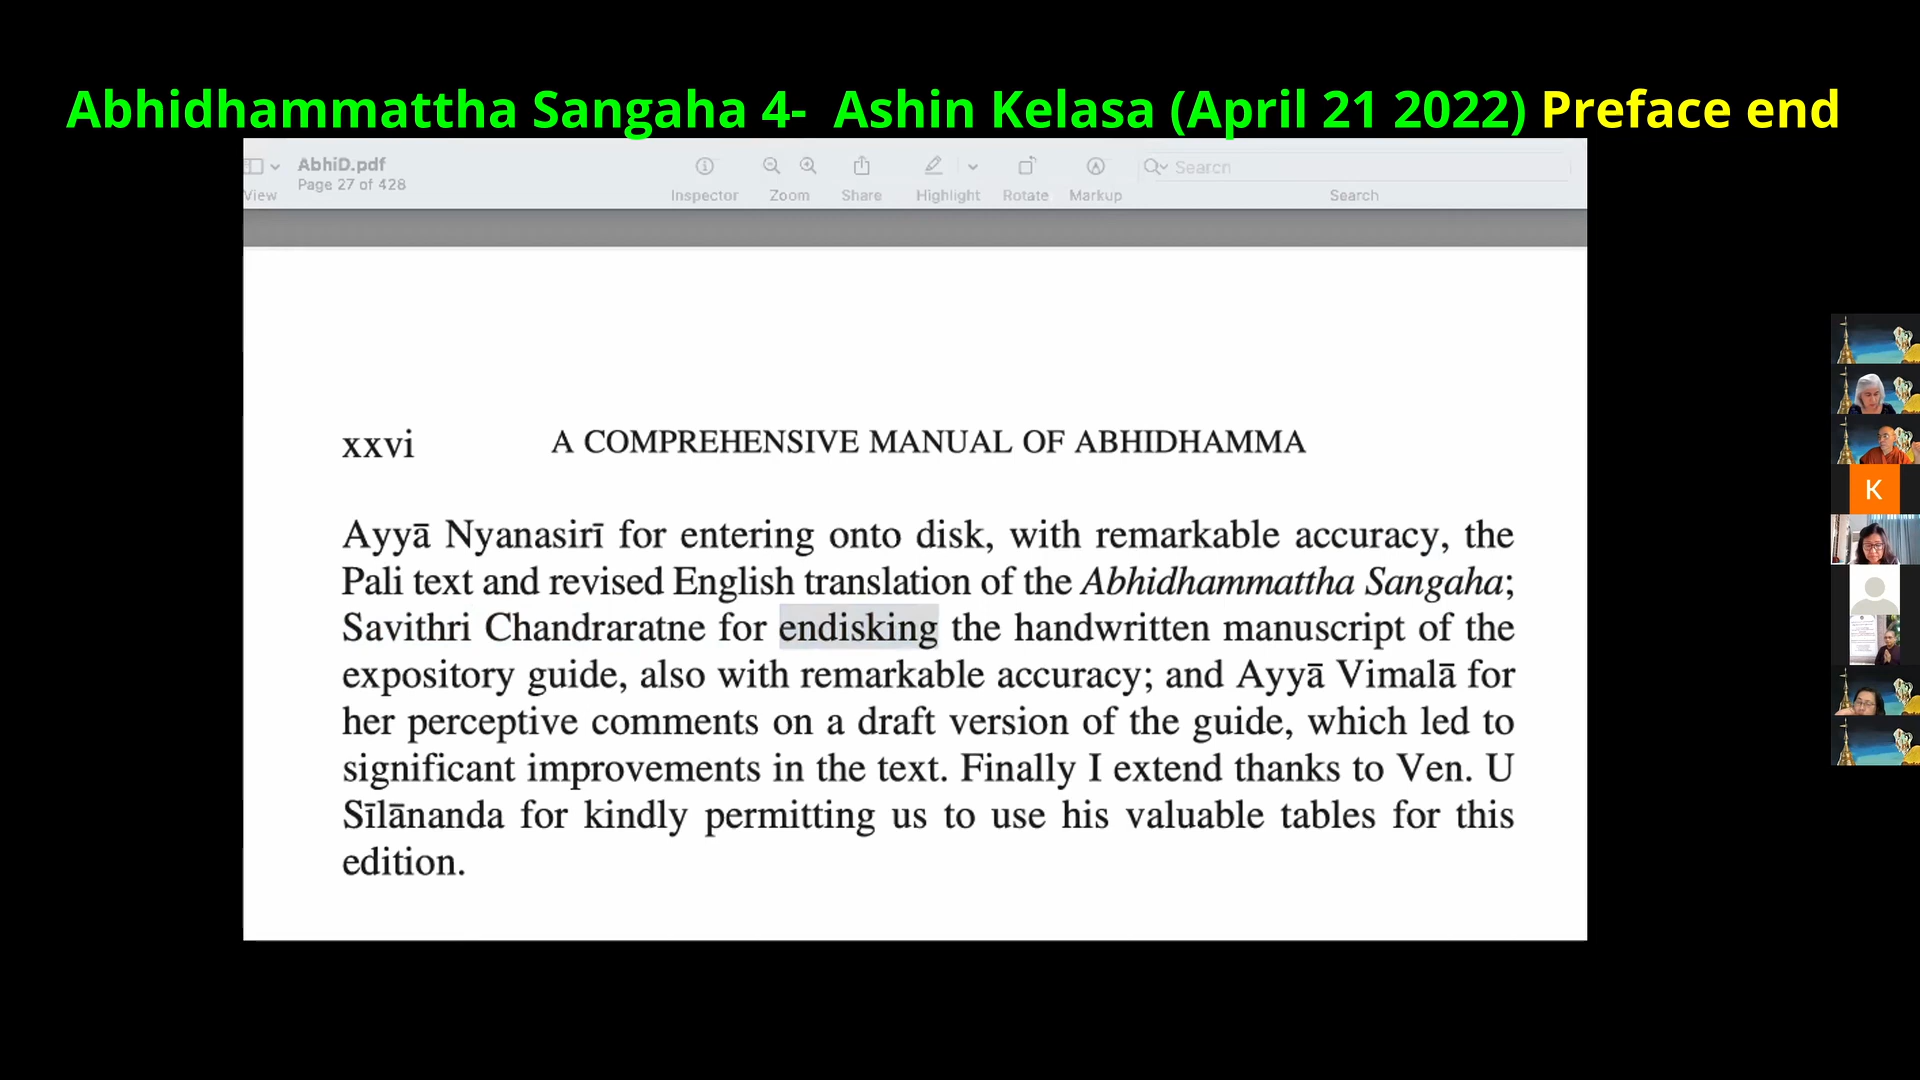 Abhidhammattha Sangaha 4- Ashin Kelasa (April 21 2022) Preface end
AbhiD.pdf
Page 27 of 428
View
Inspector
Zoom
Share
Highlight
Rotate
Markup
Search
Search
xxvi A COMPREHENSIVE MANUAL OF ABHIDHAMMA
Ayyā Nyanasirī for entering onto disk, with remarkable accuracy, the
Pali text and revised English translation of the Abhidhammattha Sangaha;
Savithri Chandraratne for endisking the handwritten manuscript of the
expository guide, also with remarkable accuracy; and Ayyā Vimalā for
her perceptive comments on a draft version of the guide, which led to
significant improvements in the text. Finally I extend thanks to Ven. U
Sīlānanda for kindly permitting us to use his valuable tables for this
edition.
K